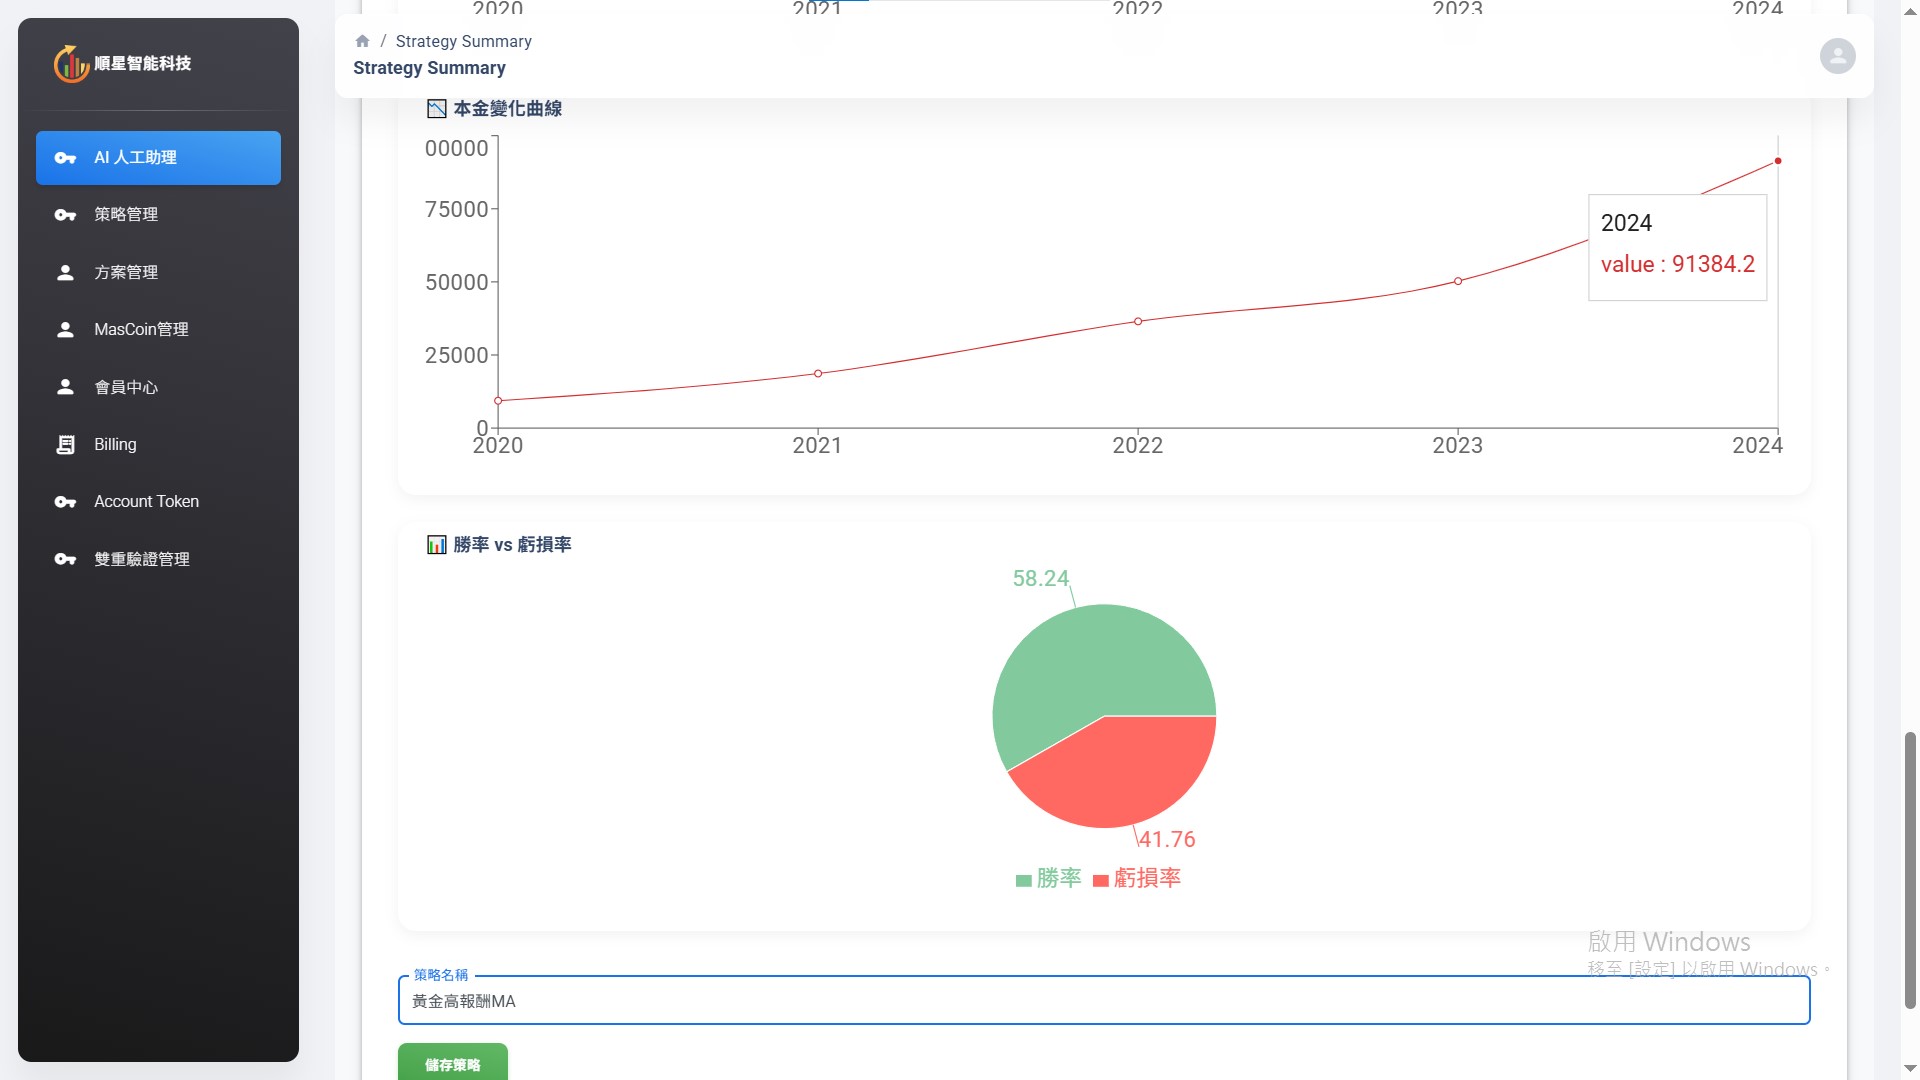 2020 2021 2022 2023 2024
順星智能科技
/ Strategy Summary
Strategy Summary
AI 人工助理
策略管理
方案管理
MasCoin管理
會員中心
Billing
Account Token
雙重驗證管理
本金變化曲線
00000
75000
50000
25000
0
2020 2021 2022 2023 2024
2024
value : 91384.2
勝率 vs 虧損率
58.24
41.76
勝率 虧損率
啟用 Windows
移至 [設定] 以啟用 Windows。
策略名稱
黃金高報酬MA
儲存策略